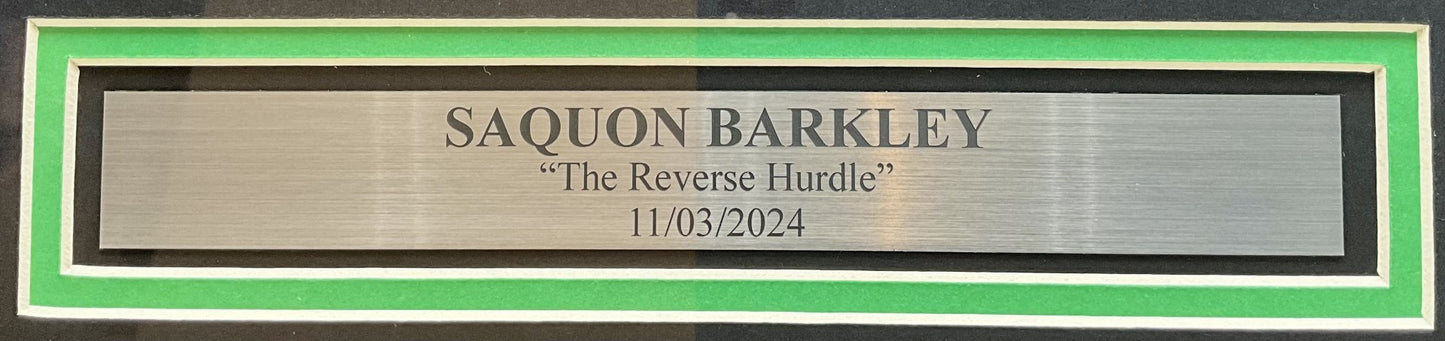 SAQUON BARKLEY
“The Reverse Hurdle”
11/03/2024